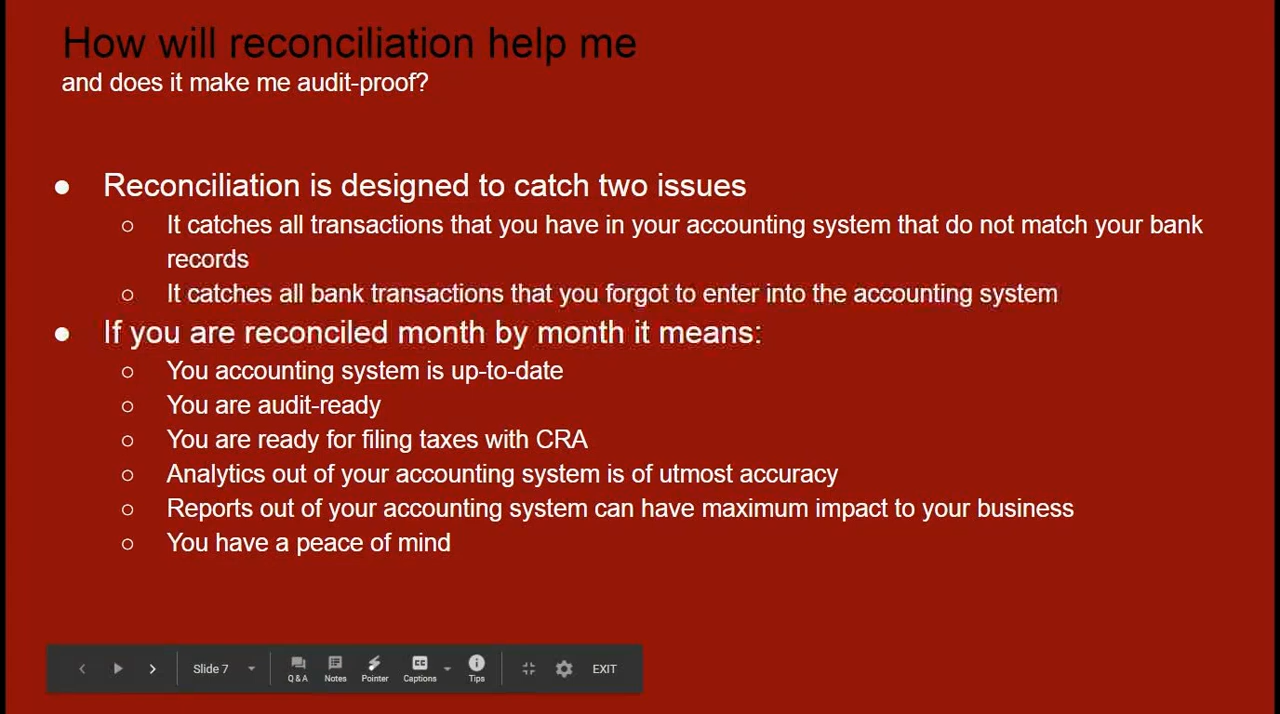 How will reconciliation help me
and does it make me audit-proof?
● Reconciliation is designed to catch two issues
○ It catches all transactions that you have in your accounting system that do not match your bank
records
○ It catches all bank transactions that you forgot to enter into the accounting system
● If you are reconciled month by month it means:
○ You accounting system is up-to-date
○ You are audit-ready
○ You are ready for filing taxes with CRA
○ Analytics out of your accounting system is of utmost accuracy
○ Reports out of your accounting system can have maximum impact to your business
○ You have a peace of mind
Slide 7 Q & A Notes Pointer CC Captions Tips EXIT